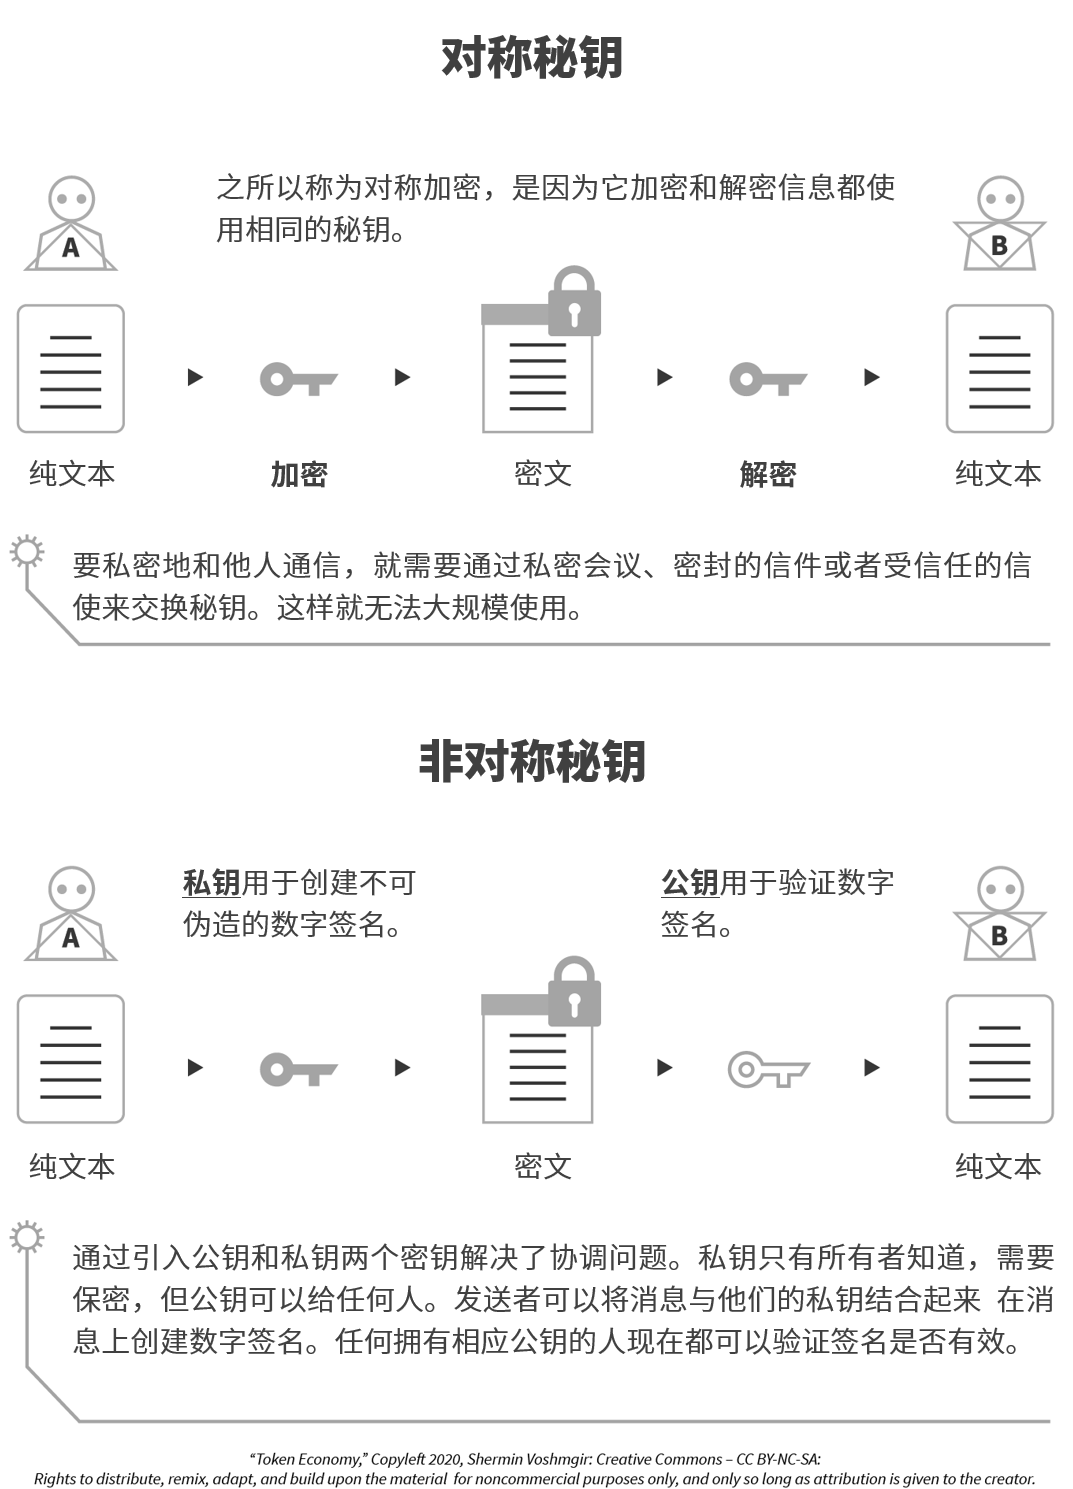 对称秘钥
之所以称为对称加密，是因为它加密和解密信息都使
用相同的秘钥。
A
B
纯文本
加密
密文
解密
纯文本
要私密地和他人通信，就需要通过私密会议、密封的信件或者受信任的信
使来交换秘钥。这样就无法大规模使用。
非对称秘钥
私钥用于创建不可
伪造的数字签名。
公钥用于验证数字
签名。
A
B
纯文本
密文
纯文本
通过引入公钥和私钥两个密钥解决了协调问题。私钥只有所有者知道，需要
保密，但公钥可以给任何人。发送者可以将消息与他们的私钥结合起来 在消
息上创建数字签名。任何拥有相应公钥的人现在都可以验证签名是否有效。
“Token Economy,” Copyleft 2020, Shermin Voshmgir: Creative Commons – CC BY-NC-SA:
Rights to distribute, remix, adapt, and build upon the material for noncommercial purposes only, and only so long as attribution is given to the creator.